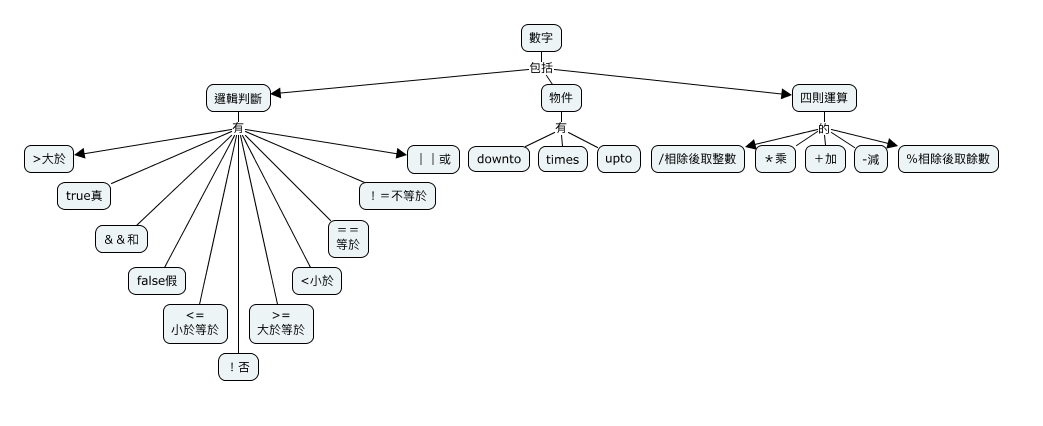 數字
包括
邏輯判斷
物件
四則運算
有
有
的
>大於
||或
downto
times
upto
/相除後取整數
*乘
+加
-減
%相除後取餘數
true真
!=不等於
&&和
==
等於
false假
<小於
<=
小於等於
>=
大於等於
!否